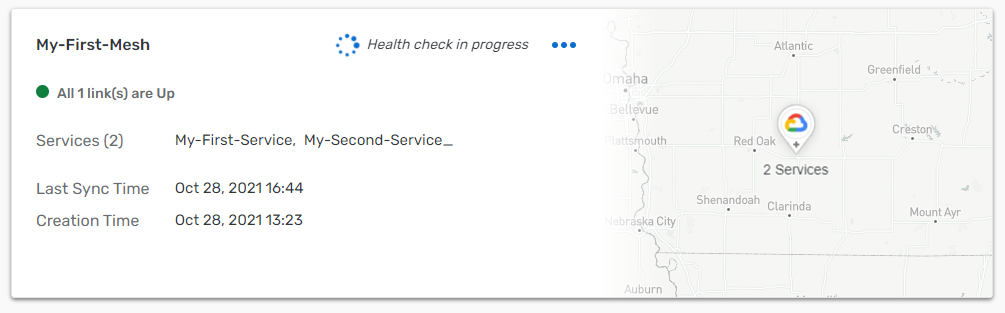 My-First-Mesh
Health check in progress
All 1 link(s) are Up
Services (2) My-First-Service, My-Second-Service_
Last Sync Time Oct 28, 2021 16:44
Creation Time Oct 28, 2021 13:23
Atlantic
Greenfield
Omaha
Bellevue
Plattsmouth
Red Oak
Creston
2 Services
Shenandoah
Clarinda
Mount Ayr
Nebraska City
Auburn